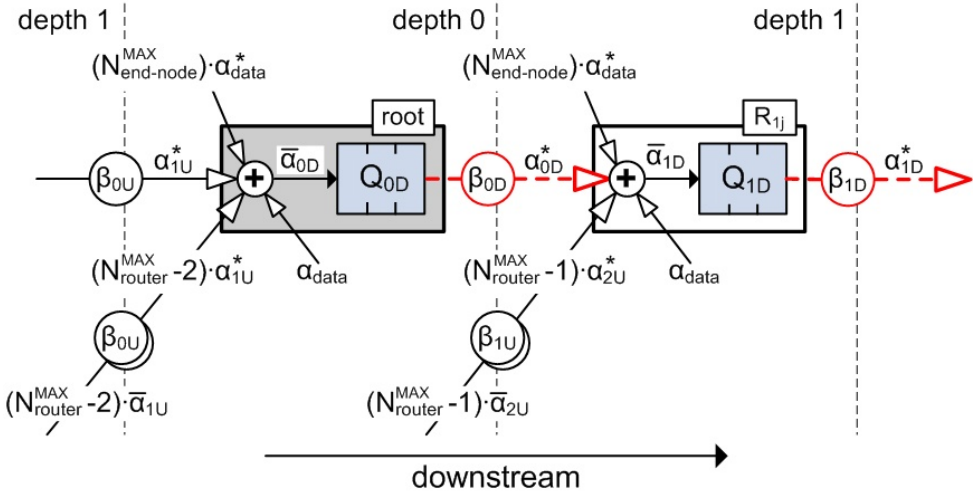 depth 1
depth 0
depth 1
(N^MAX_end-node)·α*_data
(N^MAX_end-node)·α*_data
root
R_1j
β_0U
α*_1U
+
ᾱ_0D
Q_0D
β_0D
α*_0D
+
ᾱ_1D
Q_1D
β_1D
α*_1D
(N^MAX_router-2)·α*_1U
α_data
(N^MAX_router-1)·α*_2U
α_data
β_0U
β_1U
(N^MAX_router-2)·ᾱ_1U
(N^MAX_router-1)·ᾱ_2U
downstream